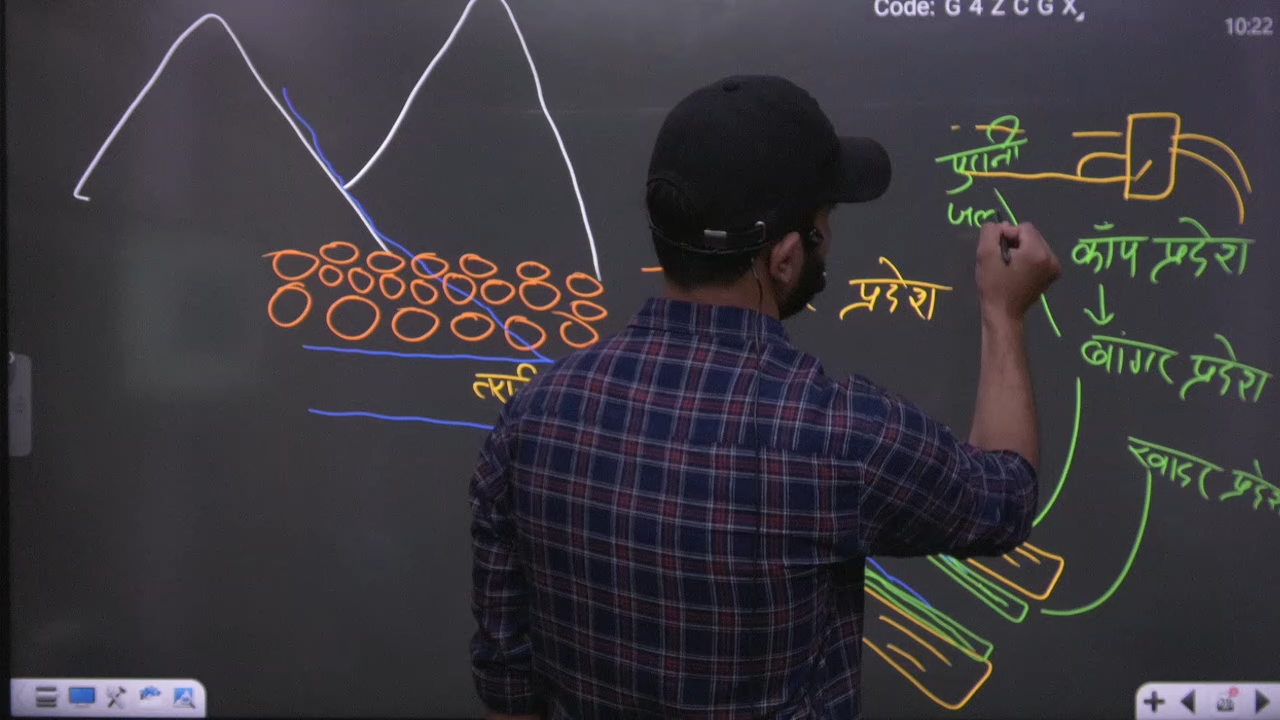 Code: G 4 Z C G X
10:22
पुरानी
जल
काँप प्रदेश
प्रदेश
बांगर प्रदेश
खादर प्रदेश